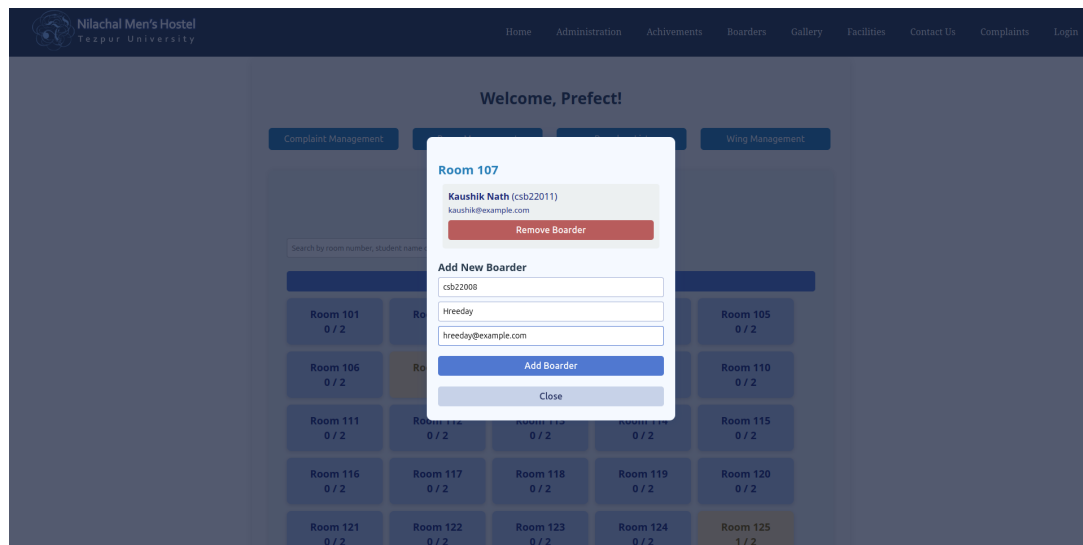 Nilachal Men's Hostel
Tezpur University
Home Administration Achivements Boarders Gallery Facilities Contact Us Complaints Login
Welcome, Prefect!
Complaint Management
Wing Management
Room 107
Kaushik Nath (csb22011)
kaushik@example.com
Remove Boarder
Search by room number, student name
Add New Boarder
csb22008
Hreeday
hreeday@example.com
Add Boarder
Close
Room 101
0 / 2
Room 105
0 / 2
Room 106
0 / 2
Room 110
0 / 2
Room 111
0 / 2
Room 112
0 / 2
Room 113
0 / 2
Room 114
0 / 2
Room 115
0 / 2
Room 116
0 / 2
Room 117
0 / 2
Room 118
0 / 2
Room 119
0 / 2
Room 120
0 / 2
Room 121
0 / 2
Room 122
0 / 2
Room 123
0 / 2
Room 124
0 / 2
Room 125
1 / 2